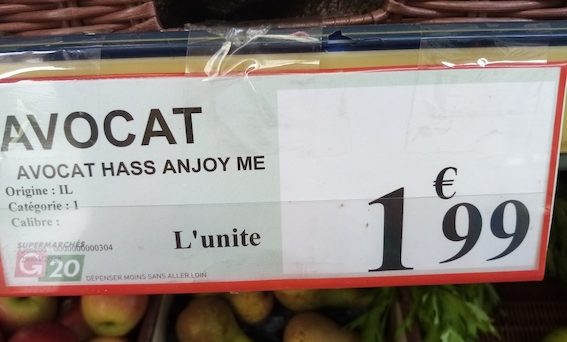 AVOCAT
AVOCAT HASS ANJOY ME
Origine : IL
Catégorie : 1
Calibre :
L'unite
1€99
SUPERMARCHÉS
0000000000304
G20
DÉPENSER MOINS SANS ALLER LOIN